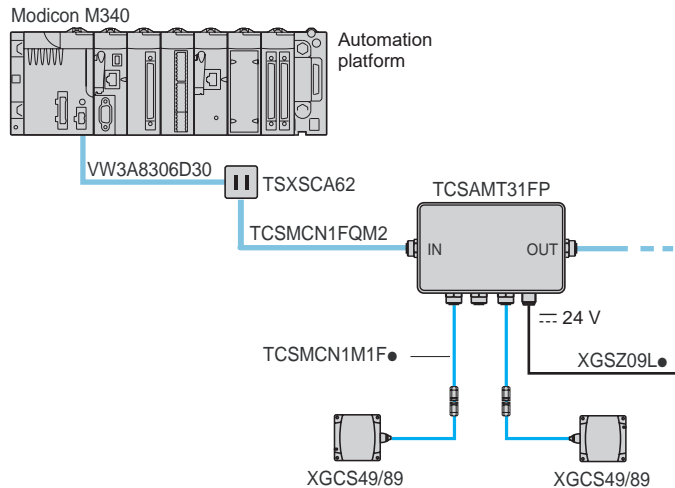 Modicon M340
Automation
platform
VW3A8306D30
TSXSCA62
TCSAMT31FP
TCSMCN1FQM2
IN
OUT
24 V
TCSMCN1M1F●
XGSZ09L●
XGCS49/89
XGCS49/89